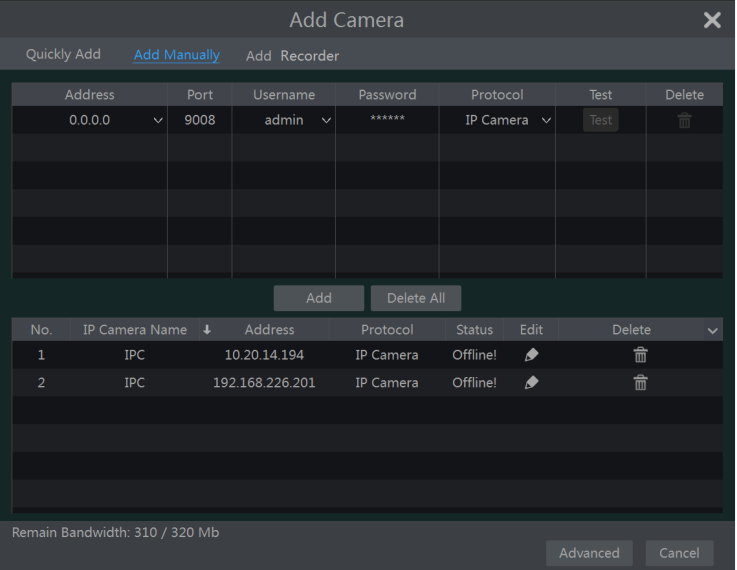 Add Camera
Quickly Add Add Manually Add Recorder
Address Port Username Password Protocol Test Delete
0.0.0.0 9008 admin ****** IP Camera Test
Add Delete All
No. IP Camera Name Address Protocol Status Edit Delete
1 IPC 10.20.14.194 IP Camera Offline!
2 IPC 192.168.226.201 IP Camera Offline!
Remain Bandwidth: 310 / 320 Mb
Advanced Cancel